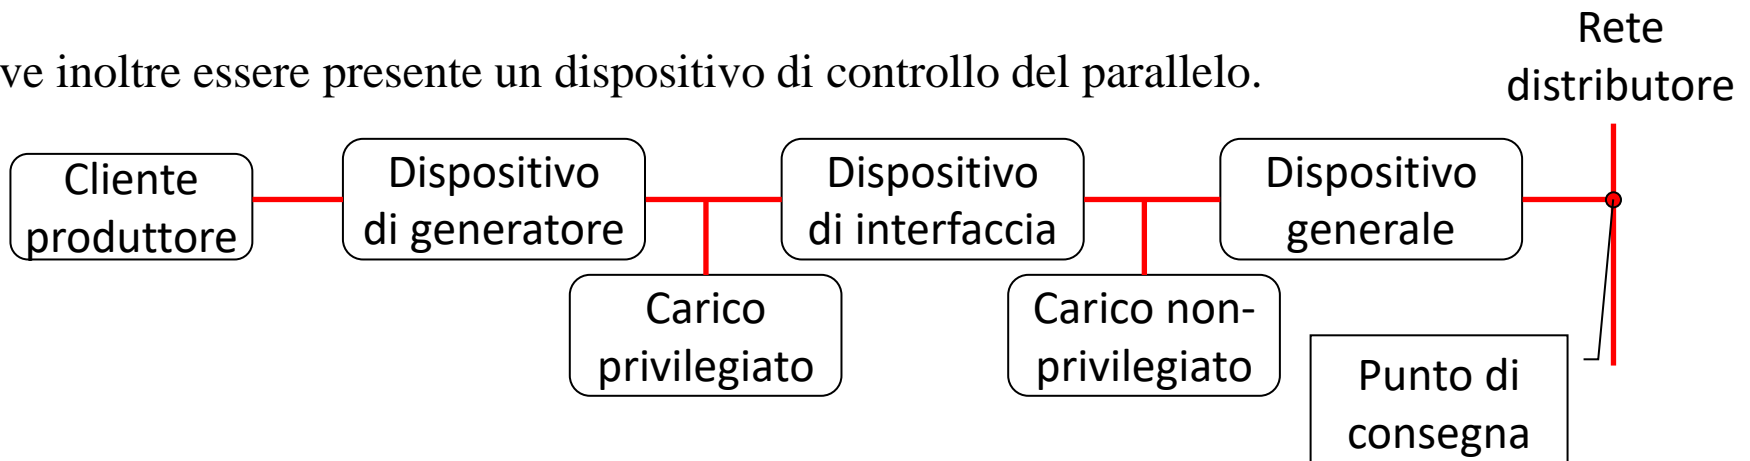 Rete
distributore
ve inoltre essere presente un dispositivo di controllo del parallelo.
Cliente
produttore
Dispositivo
di generatore
Dispositivo
di interfaccia
Dispositivo
generale
Carico
privilegiato
Carico non-
privilegiato
Punto di
consegna